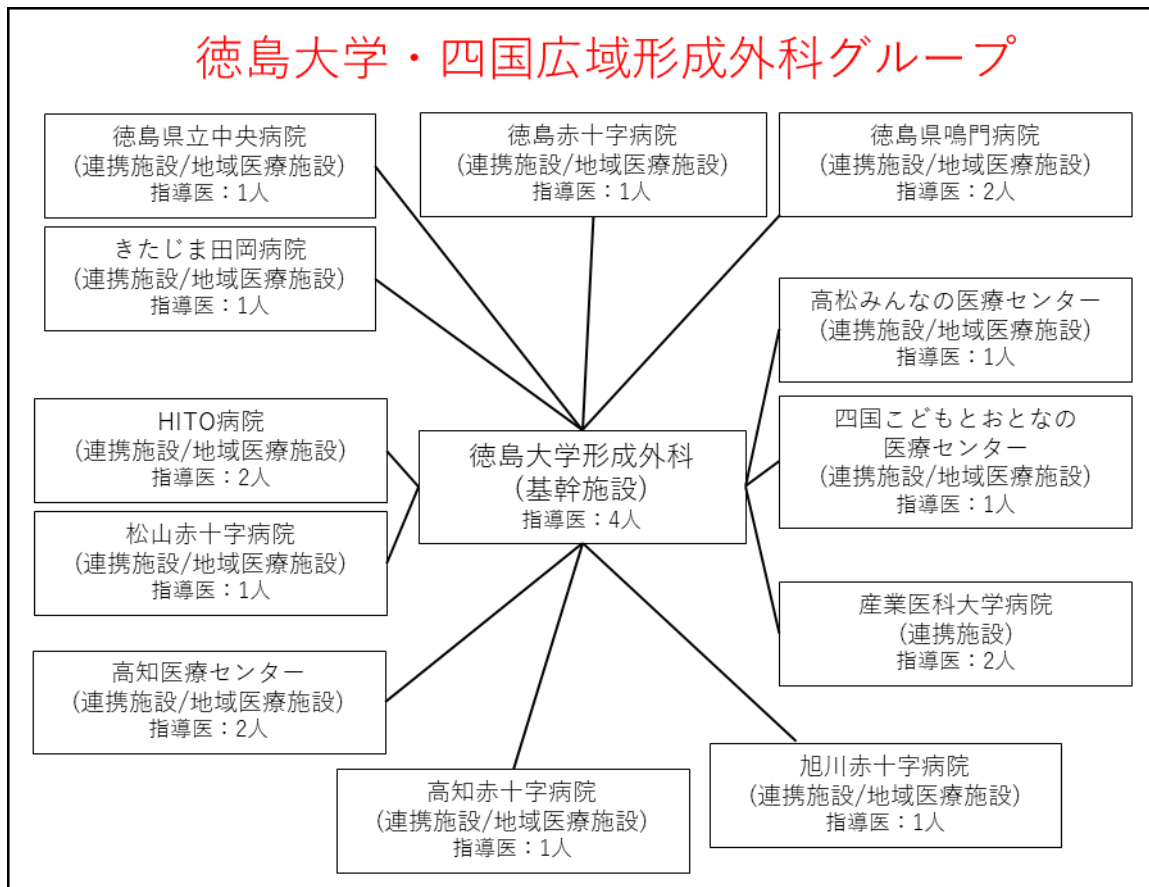 徳島大学・四国広域形成外科グループ
徳島県立中央病院
(連携施設/地域医療施設)
指導医：1人
徳島赤十字病院
(連携施設/地域医療施設)
指導医：1人
徳島県鳴門病院
(連携施設/地域医療施設)
指導医：2人
きたじま田岡病院
(連携施設/地域医療施設)
指導医：1人
高松みんなの医療センター
(連携施設/地域医療施設)
指導医：1人
HITO病院
(連携施設/地域医療施設)
指導医：2人
徳島大学形成外科
(基幹施設)
指導医：4人
四国こどもとおとなの
医療センター
(連携施設/地域医療施設)
指導医：1人
松山赤十字病院
(連携施設/地域医療施設)
指導医：1人
産業医科大学病院
(連携施設)
指導医：2人
高知医療センター
(連携施設/地域医療施設)
指導医：2人
高知赤十字病院
(連携施設/地域医療施設)
指導医：1人
旭川赤十字病院
(連携施設/地域医療施設)
指導医：1人